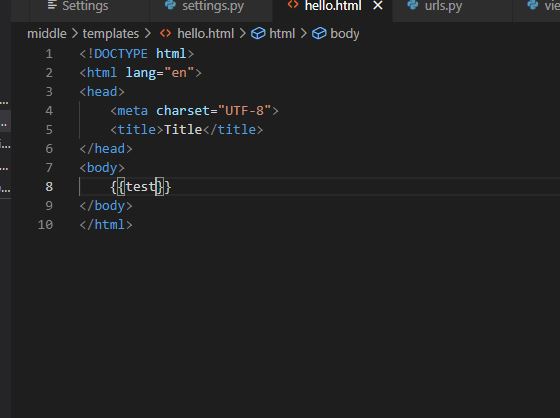 Settings settings.py hello.html urls.py
middle > templates > hello.html > html > body
1 <!DOCTYPE html>
2 <html lang="en">
3 <head>
4 <meta charset="UTF-8">
5 <title>Title</title>
6 </head>
7 <body>
8 {{test}}
9 </body>
10 </html>